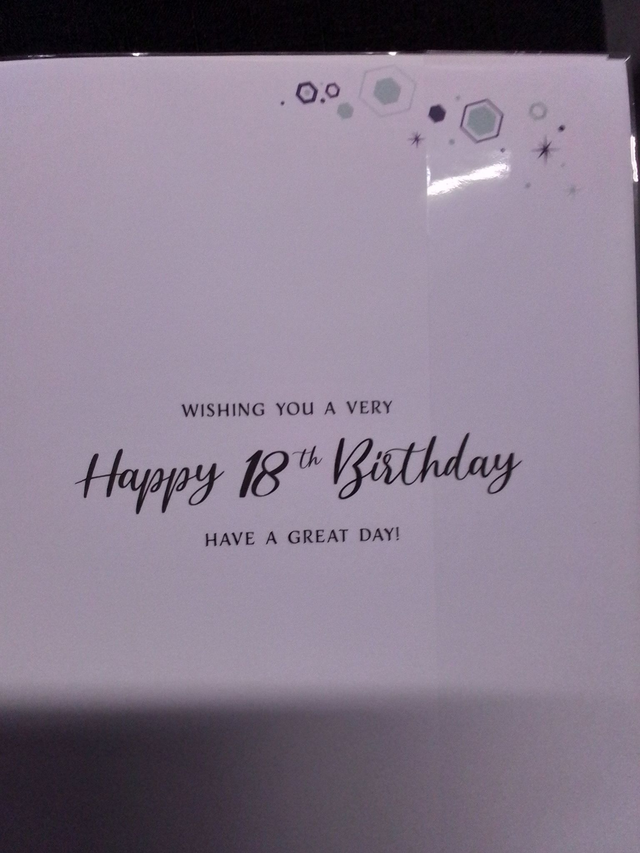 WISHING YOU A VERY
Happy 18th Birthday
HAVE A GREAT DAY!